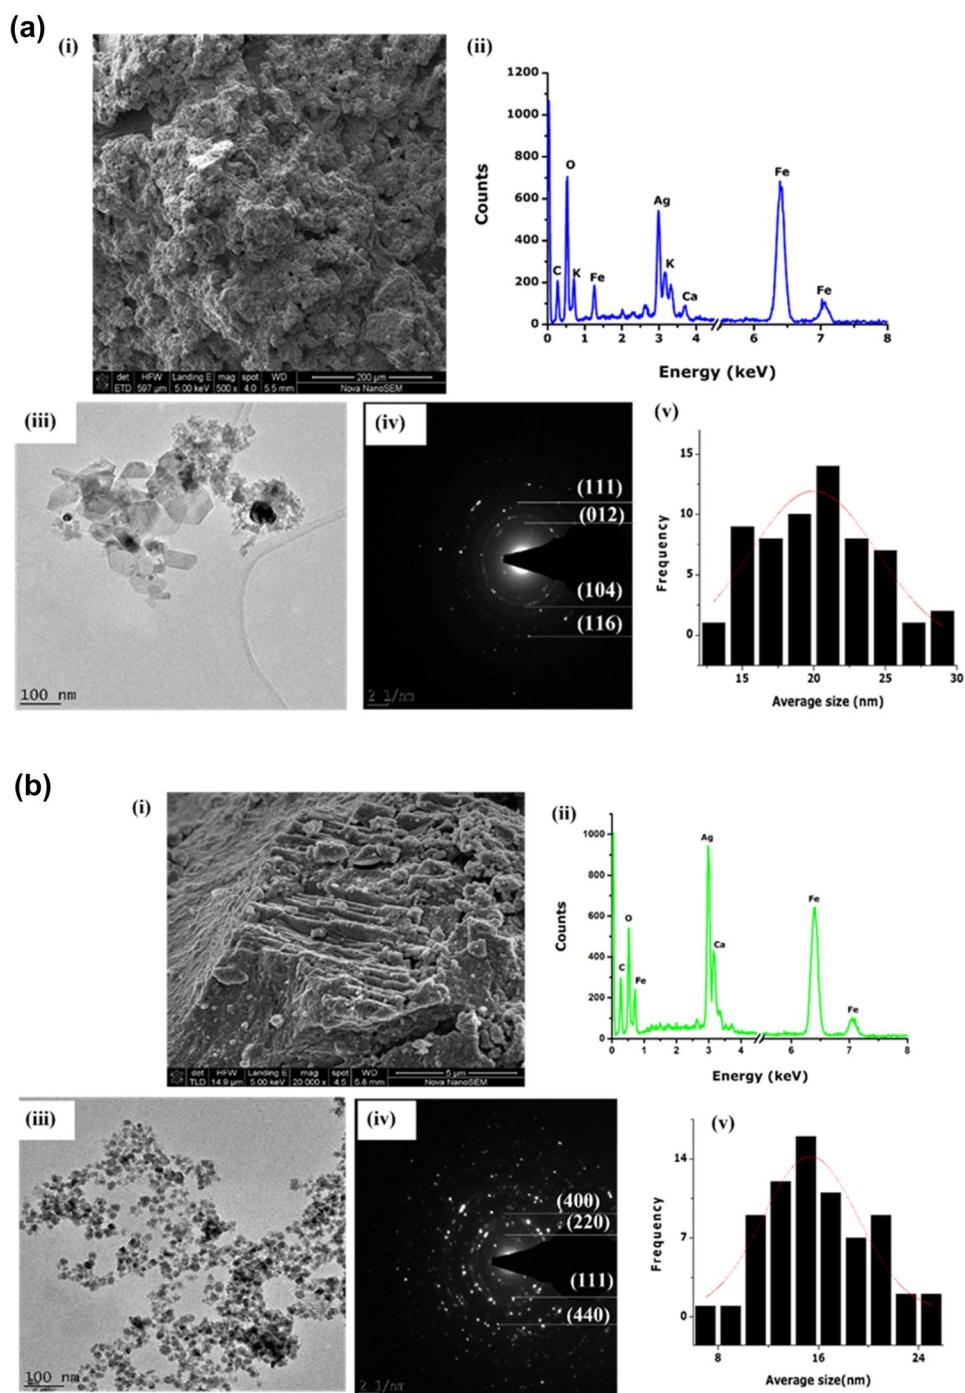 (a)
(i)
det HFW Landing E mag spot WD 200 µm
ETD 597 µm 5.00 keV 500 x 4.0 5.5 mm Nova NanoSEM
(ii)
1200
1000
800
600
400
200
0
Counts
C
O
K
Fe
Ag
K
Ca
Fe
Fe
0 1 2 3 4 6 7 8
Energy (keV)
(iii)
100 nm
(iv)
(111)
(012)
(104)
(116)
2 1/nm
(v)
15
10
5
0
Frequency
15 20 25 30
Average size (nm)
(b)
(i)
det HFW Landing E mag spot WD 5 µm
TLD 14.9 µm 5.00 keV 20 000 x 4.5 5.8 mm Nova NanoSEM
(ii)
1000
800
600
400
200
0
Counts
C
O
Fe
Ag
Ca
Fe
Fe
0 1 2 3 4 6 7 8
Energy (keV)
(iii)
100 nm
(iv)
(400)
(220)
(111)
(440)
2 1/nm
(v)
14
7
0
Frequency
8 16 24
Average size(nm)